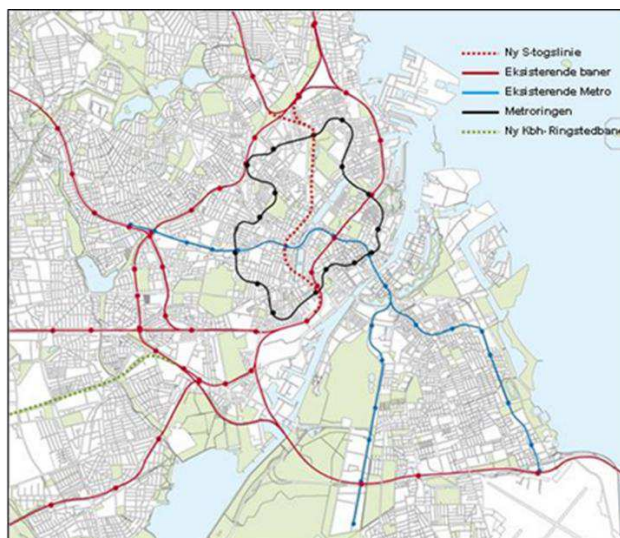 Ny S-togslinie
Eksisterende baner
Eksisterende Metro
Metroringen
Ny Kbh- Ringstedbane